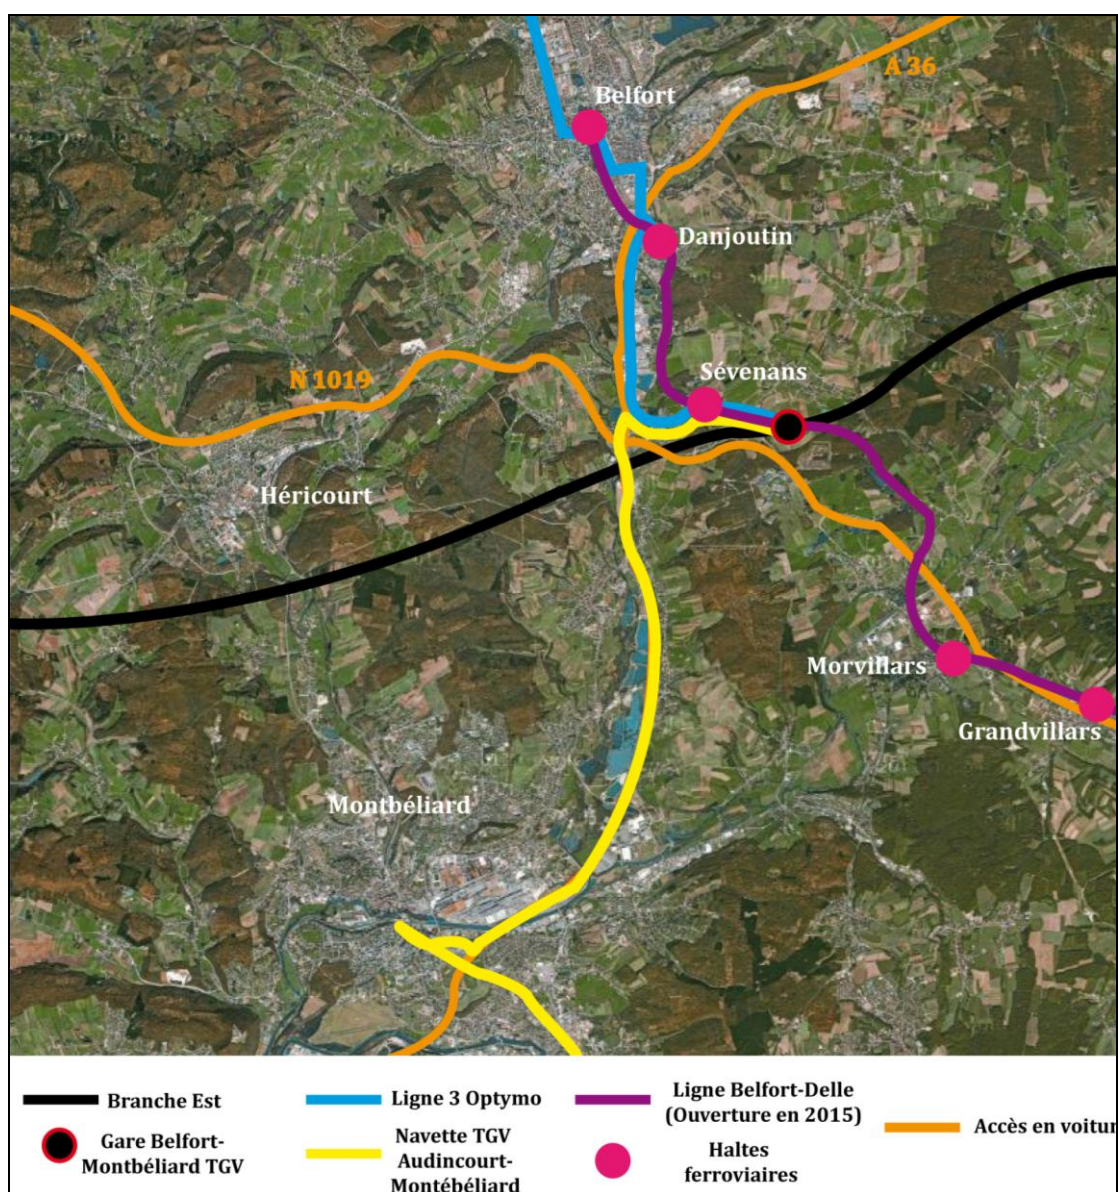 A 36
Belfort
Danjoutin
Sévenans
N 1019
Héricourt
Morvillars
Grandvillars
Montbéliard
Branche Est
Gare Belfort-
Montbéliard TGV
Ligne 3 Optymo
Navette TGV
Audincourt-
Montébéliard
Ligne Belfort-Delle
(Ouverture en 2015)
Haltes
ferroviaires
Accès en voitur